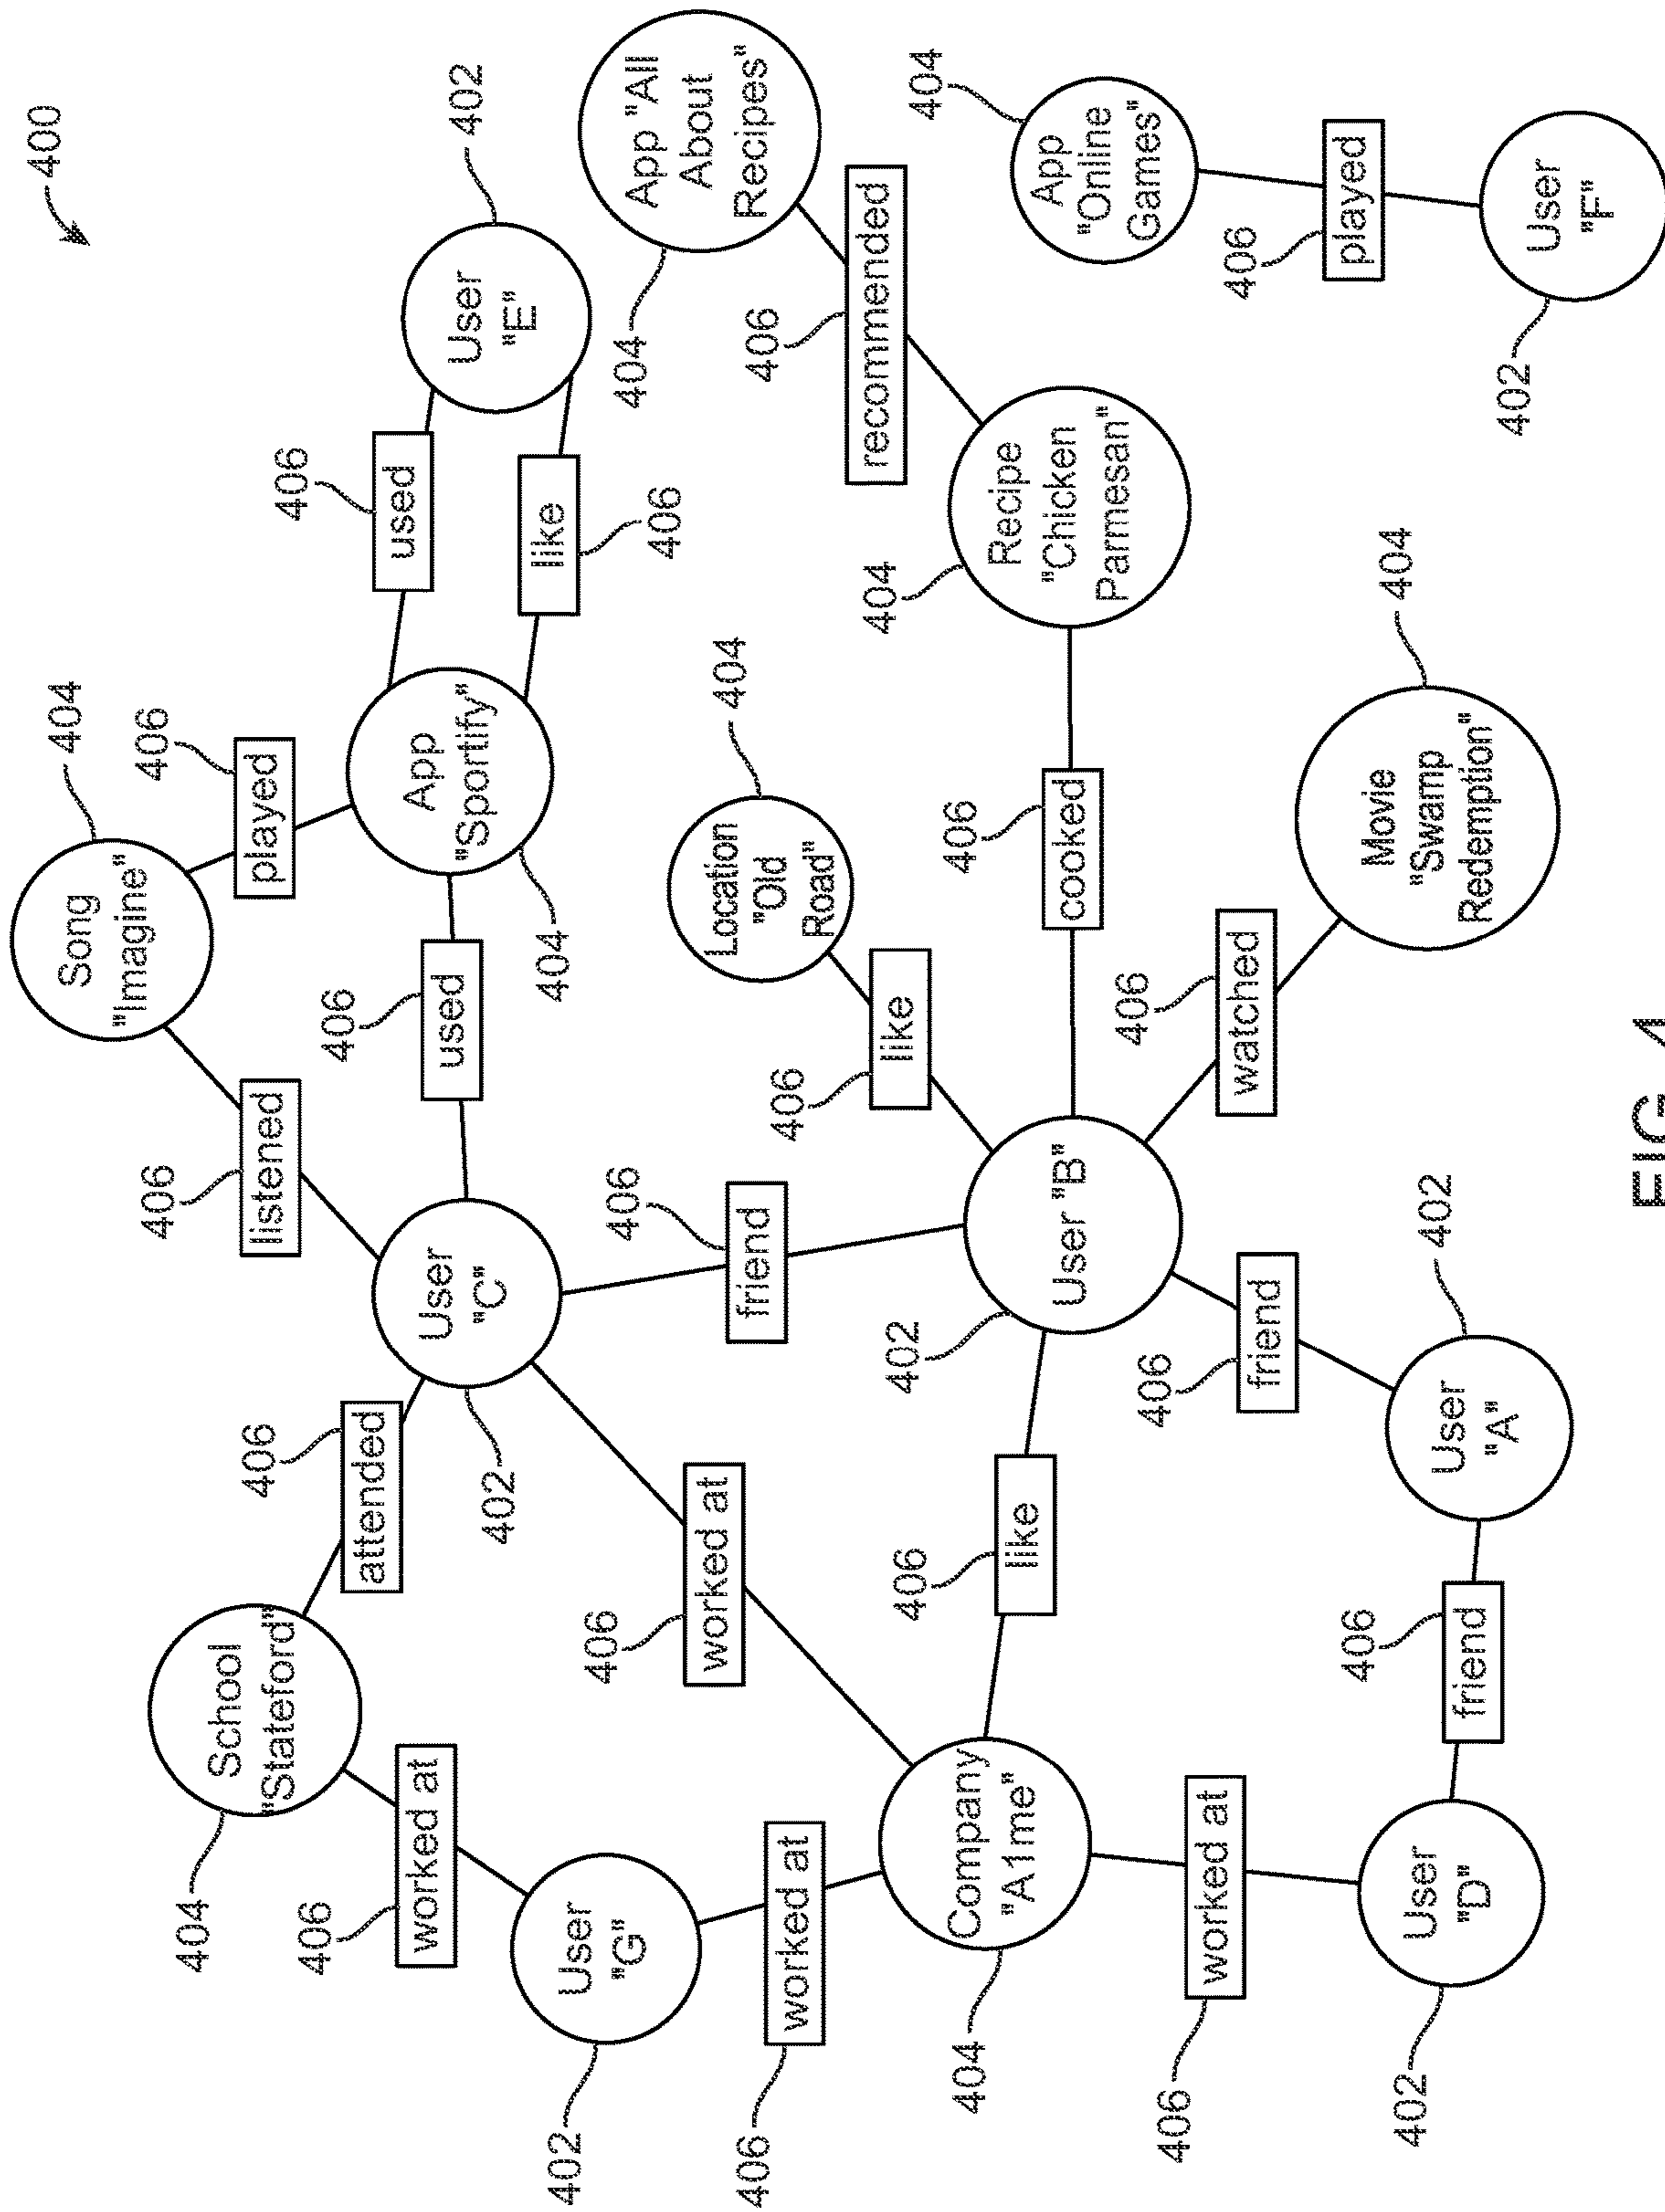 400
Song
"Imagine"
404
406
played
406
listened
School
"Stateford"
404
406
attended
406
worked at
406
used
406
used
406
like
User
"E"
402
App
"Sportify"
404
User
"C"
402
User
"G"
402
406
worked at
406
worked at
406
friend
App "All
About
Recipes"
404
Location
"Old
Road"
404
406
like
406
recommended
Company
"A1me"
404
406
like
User "B"
402
406
cooked
Recipe
"Chicken
Parmesan"
404
App
"Online
Games"
404
406
worked at
406
friend
406
watched
406
played
User
"D"
402
406
friend
User
"A"
402
Movie
"Swamp
Redemption"
404
User
"F"
402
FIG. 4